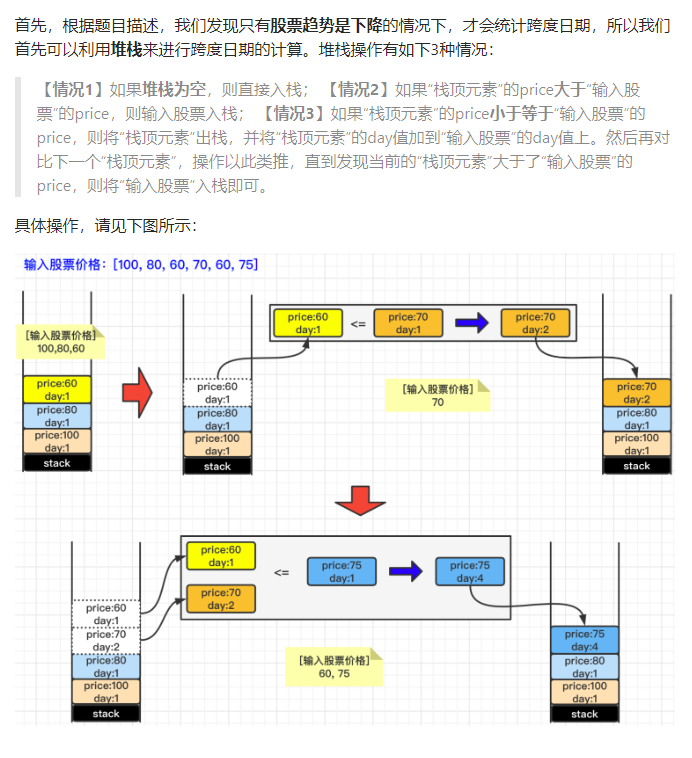 首先，根据题目描述，我们发现只有股票趋势是下降的情况下，才会统计跨度日期，所以我们
首先可以利用堆栈来进行跨度日期的计算。堆栈操作有如下3种情况：
【情况1】如果堆栈为空，则直接入栈； 【情况2】如果“栈顶元素”的price大于“输入股
票”的price，则输入股票入栈； 【情况3】如果“栈顶元素”的price小于等于“输入股票”的
price，则将“栈顶元素”出栈，并将“栈顶元素”的day值加到“输入股票”的day值上。然后再对
比下一个“栈顶元素”，操作以此类推，直到发现当前的“栈顶元素”大于了“输入股票”的
price，则将“输入股票”入栈即可。
具体操作，请见下图所示：
输入股票价格：[100, 80, 60, 70, 60, 75]
[输入股票价格]
100,80,60
price:60
day:1
price:80
day:1
price:100
day:1
stack
price:60
day:1
<=
price:70
day:1
price:70
day:2
price:60
day:1
price:80
day:1
price:100
day:1
stack
[输入股票价格]
70
price:70
day:2
price:80
day:1
price:100
day:1
stack
price:60
day:1
price:70
day:2
<=
price:75
day:1
price:75
day:4
price:60
day:1
price:70
day:2
price:80
day:1
price:100
day:1
stack
[输入股票价格]
60, 75
price:75
day:4
price:80
day:1
price:100
day:1
stack